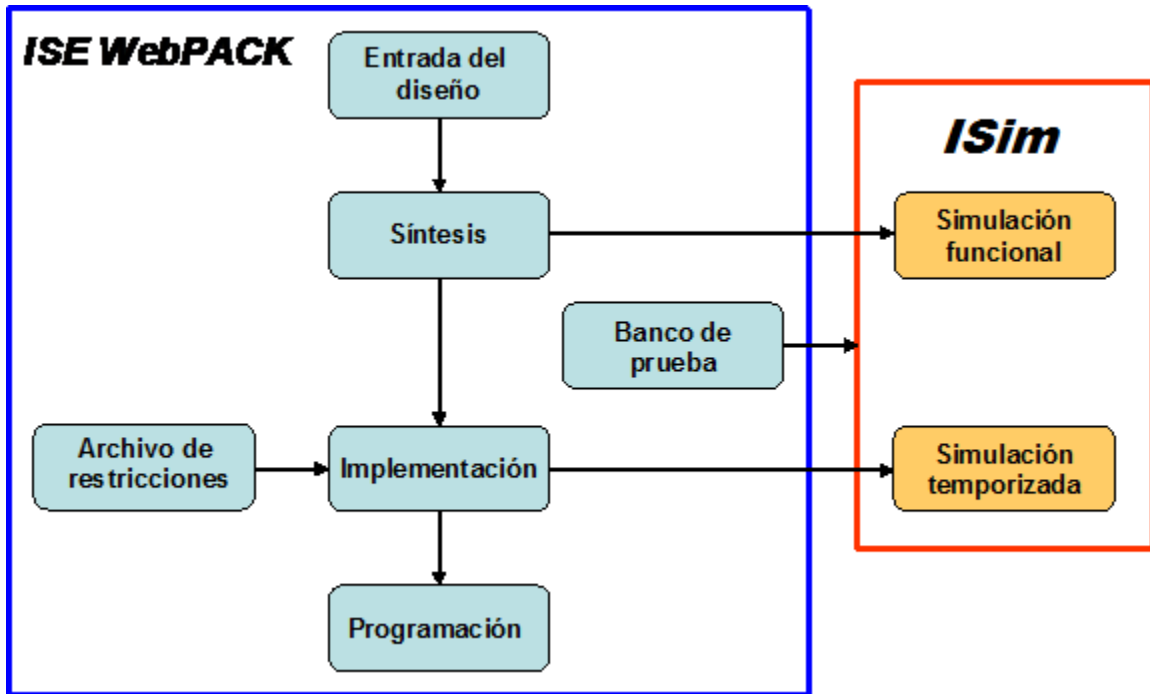 ISE WebPACK
Entrada del
diseño
ISim
Síntesis
Simulación
funcional
Banco de
prueba
Archivo de
restricciones
Implementación
Simulación
temporizada
Programación